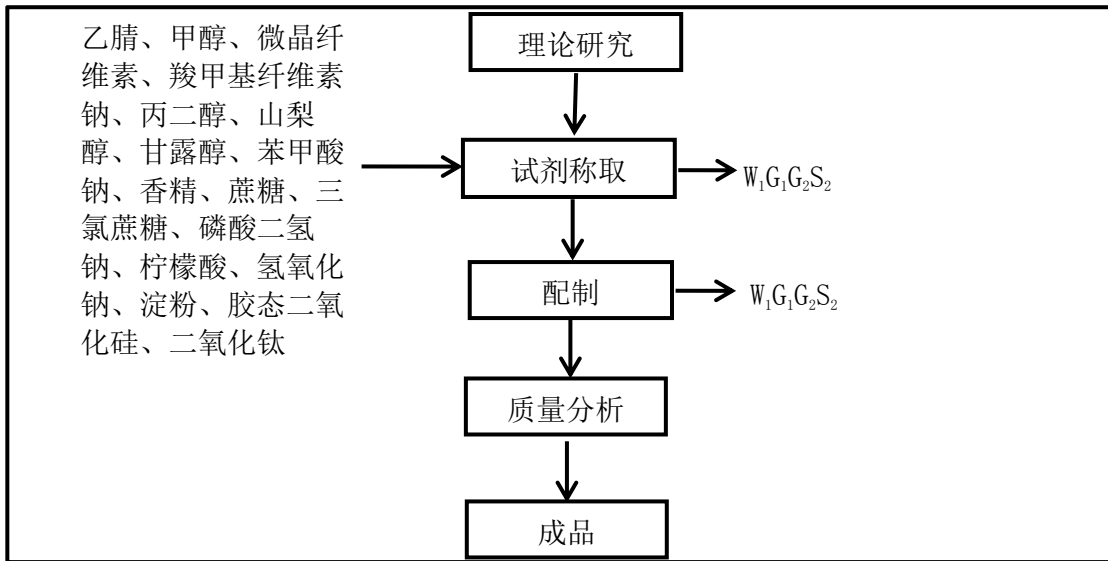 乙腈、甲醇、微晶纤
维素、羧甲基纤维素
钠、丙二醇、山梨
醇、甘露醇、苯甲酸
钠、香精、蔗糖、三
氯蔗糖、磷酸二氢
钠、柠檬酸、氢氧化
钠、淀粉、胶态二氧
化硅、二氧化钛
理论研究
试剂称取
W₁G₁G₂S₂
配制
W₁G₁G₂S₂
质量分析
成品